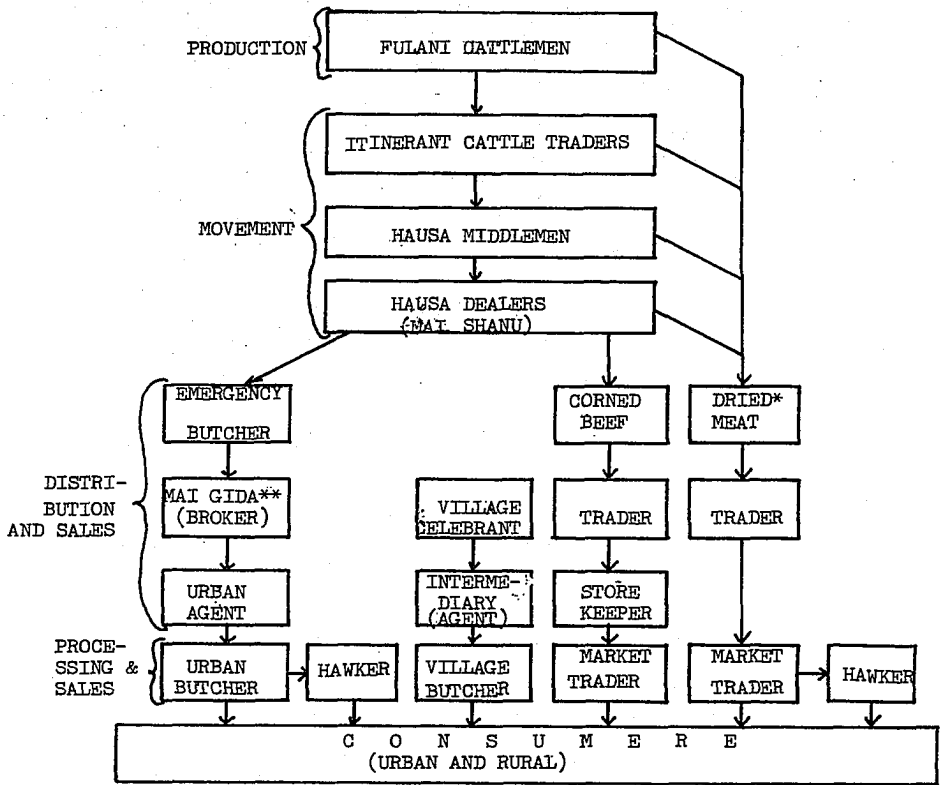 PRODUCTION
FULANI CATTLEMEN
ITINERANT CATTLE TRADERS
MOVEMENT
HAUSA MIDDLEMEN
HAUSA DEALERS
(MAI SHANU)
EMERGENCY
BUTCHER
CORNED
BEEF
DRIED*
MEAT
DISTRI-
BUTION
AND SALES
MAI GIDA**
(BROKER)
VILLAGE
CELEBRANT
TRADER
TRADER
URBAN
AGENT
INTERME-
DIARY
(AGENT)
STORE
KEEPER
PROCE-
SSING &
SALES
URBAN
BUTCHER
HAWKER
VILLAGE
BUTCHER
MARKET
TRADER
MARKET
TRADER
HAWKER
C O N S U M E R E
(URBAN AND RURAL)